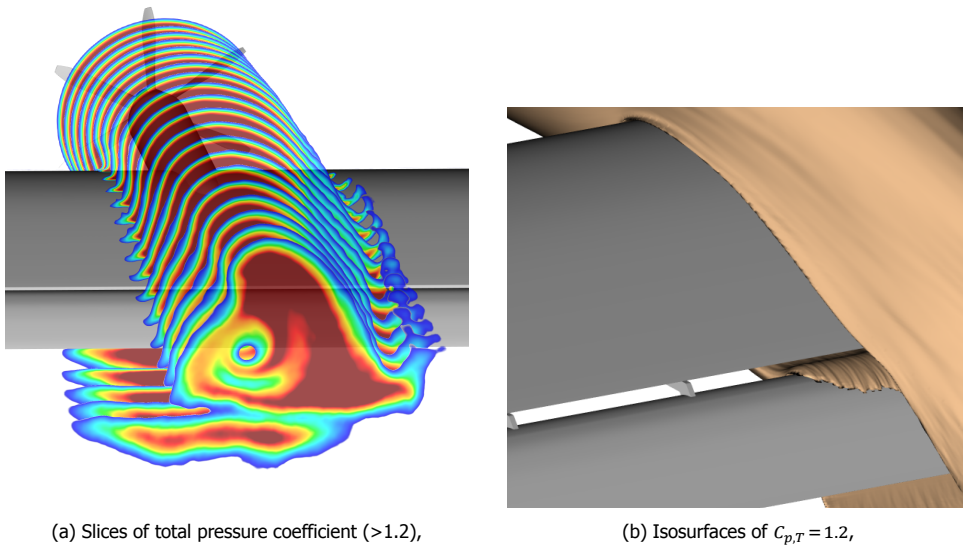 (a) Slices of total pressure coefficient (>1.2),
(b) Isosurfaces of C_{p,T} = 1.2,